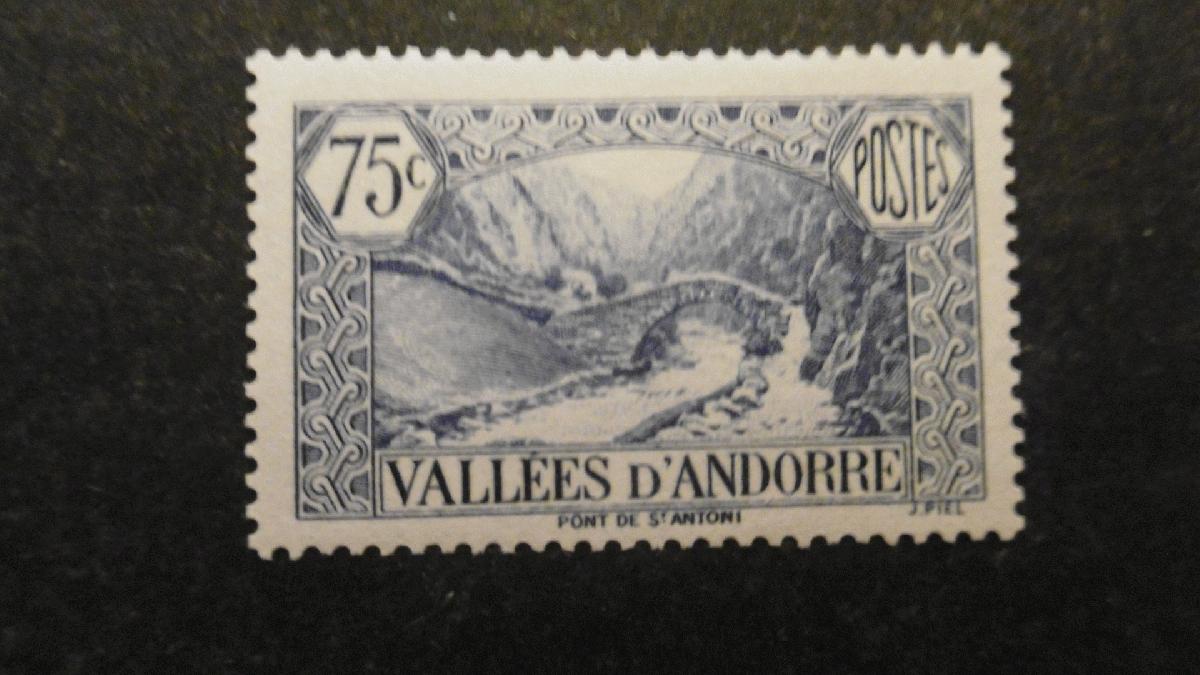 75c
POSTES
VALLÉES D'ANDORRE
PONT DE ST ANTONI
J. PIEL